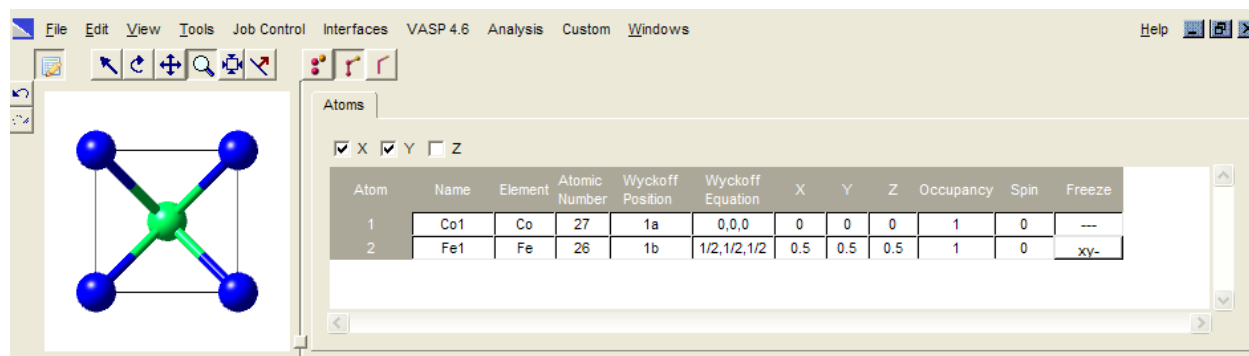 File Edit View Tools Job Control Interfaces VASP 4.6 Analysis Custom Windows Help
Atoms
X Y Z
Atom Name Element Atomic Number Wyckoff Position Wyckoff Equation X Y Z Occupancy Spin Freeze
1 Co1 Co 27 1a 0,0,0 0 0 0 1 0 ---
2 Fe1 Fe 26 1b 1/2,1/2,1/2 0.5 0.5 0.5 1 0 xy-